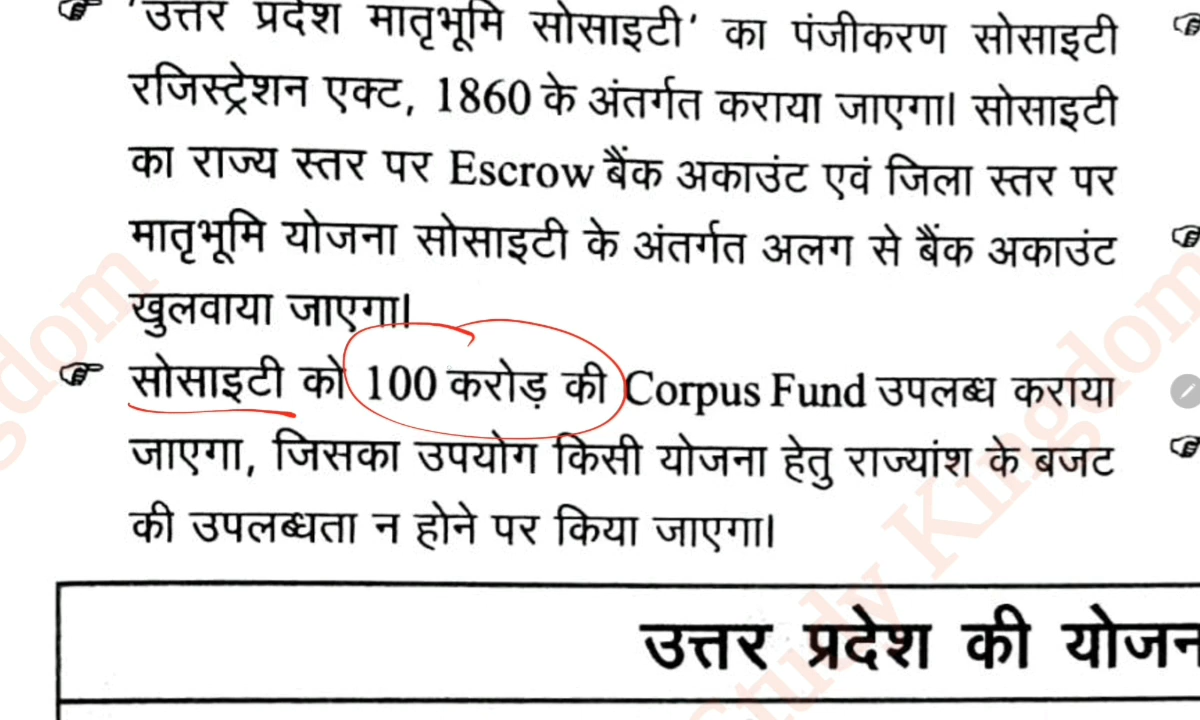 'उत्तर प्रदेश मातृभूमि सोसाइटी' का पंजीकरण सोसाइटी
रजिस्ट्रेशन एक्ट, 1860 के अंतर्गत कराया जाएगा। सोसाइटी
का राज्य स्तर पर Escrow बैंक अकाउंट एवं जिला स्तर पर
मातृभूमि योजना सोसाइटी के अंतर्गत अलग से बैंक अकाउंट
खुलवाया जाएगा।
सोसाइटी को 100 करोड़ की Corpus Fund उपलब्ध कराया
जाएगा, जिसका उपयोग किसी योजना हेतु राज्यांश के बजट
की उपलब्धता न होने पर किया जाएगा।
उत्तर प्रदेश की
Study Kingdom